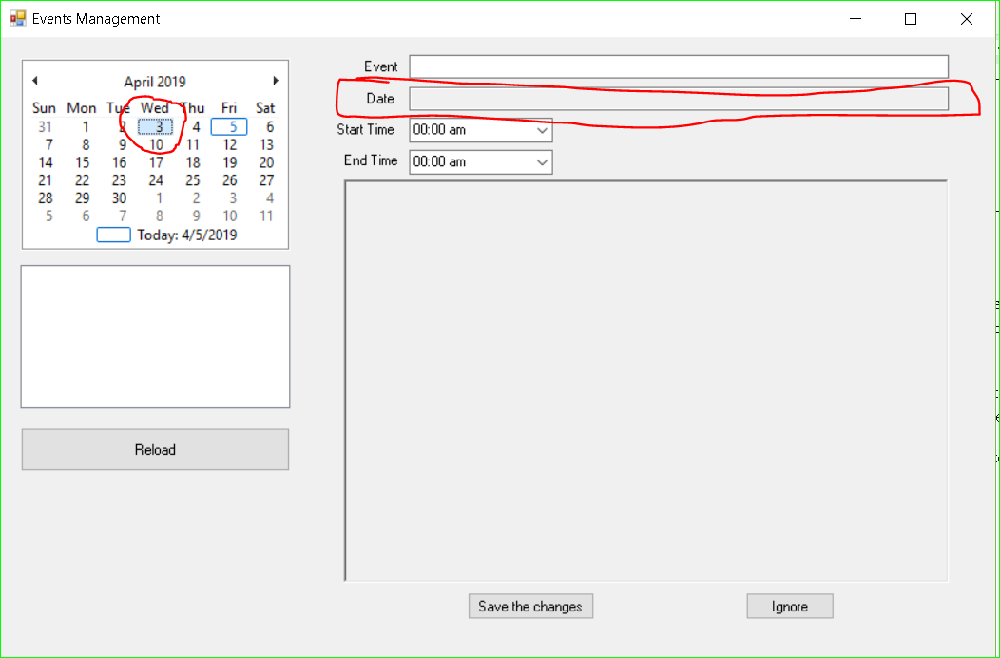 Events Management
April 2019
Sun Mon Tue Wed Thu Fri Sat
31 1 2 3 4 5 6
7 8 9 10 11 12 13
14 15 16 17 18 19 20
21 22 23 24 25 26 27
28 29 30 1 2 3 4
5 6 7 8 9 10 11
Today: 4/5/2019
Reload
Event
Date
Start Time 00:00 am
End Time 00:00 am
Save the changes Ignore